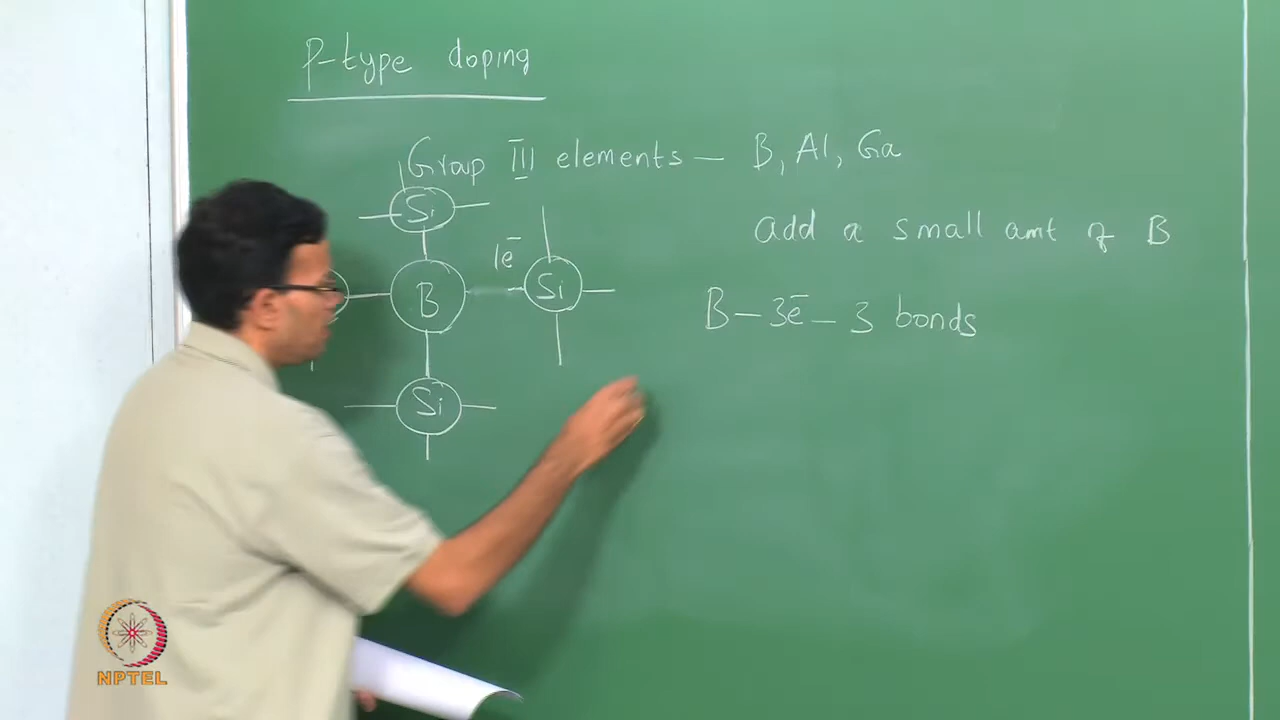 P-type doping
Group III elements — B, Al, Ga
add a small amt of B
B – 3e̅ – 3 bonds
Si
1e̅
B
Si
Si
NPTEL